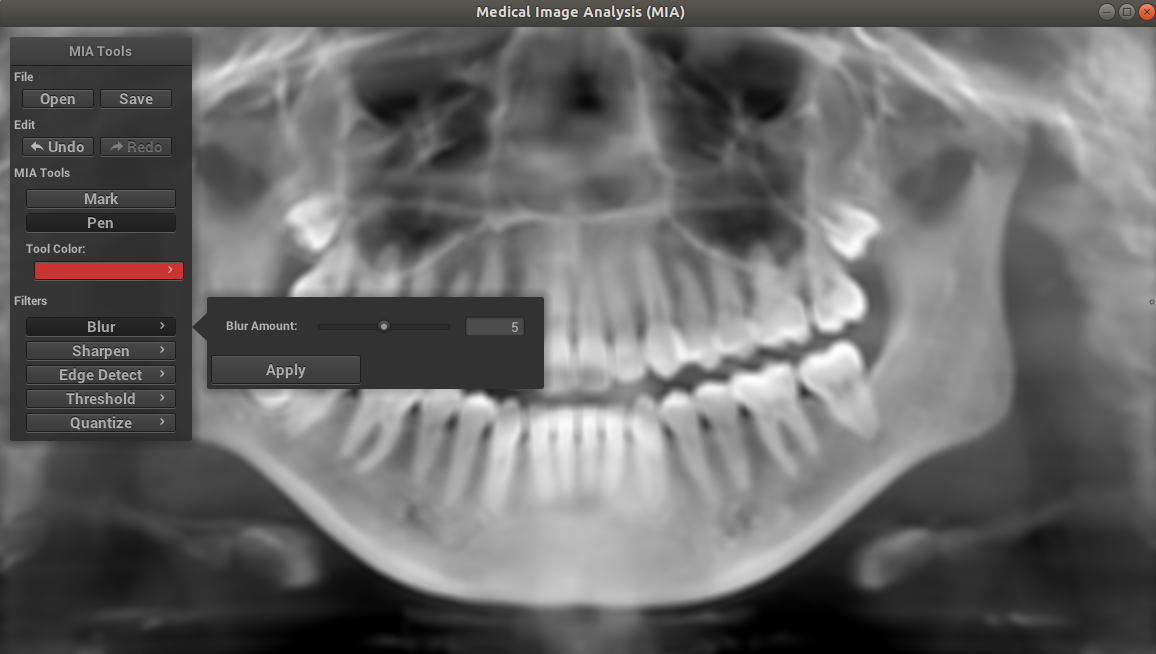 Medical Image Analysis (MIA)
MIA Tools
File
Open Save
Edit
Undo Redo
MIA Tools
Mark
Pen
Tool Color:
Filters
Blur
Sharpen
Edge Detect
Threshold
Quantize
Blur Amount: 5
Apply